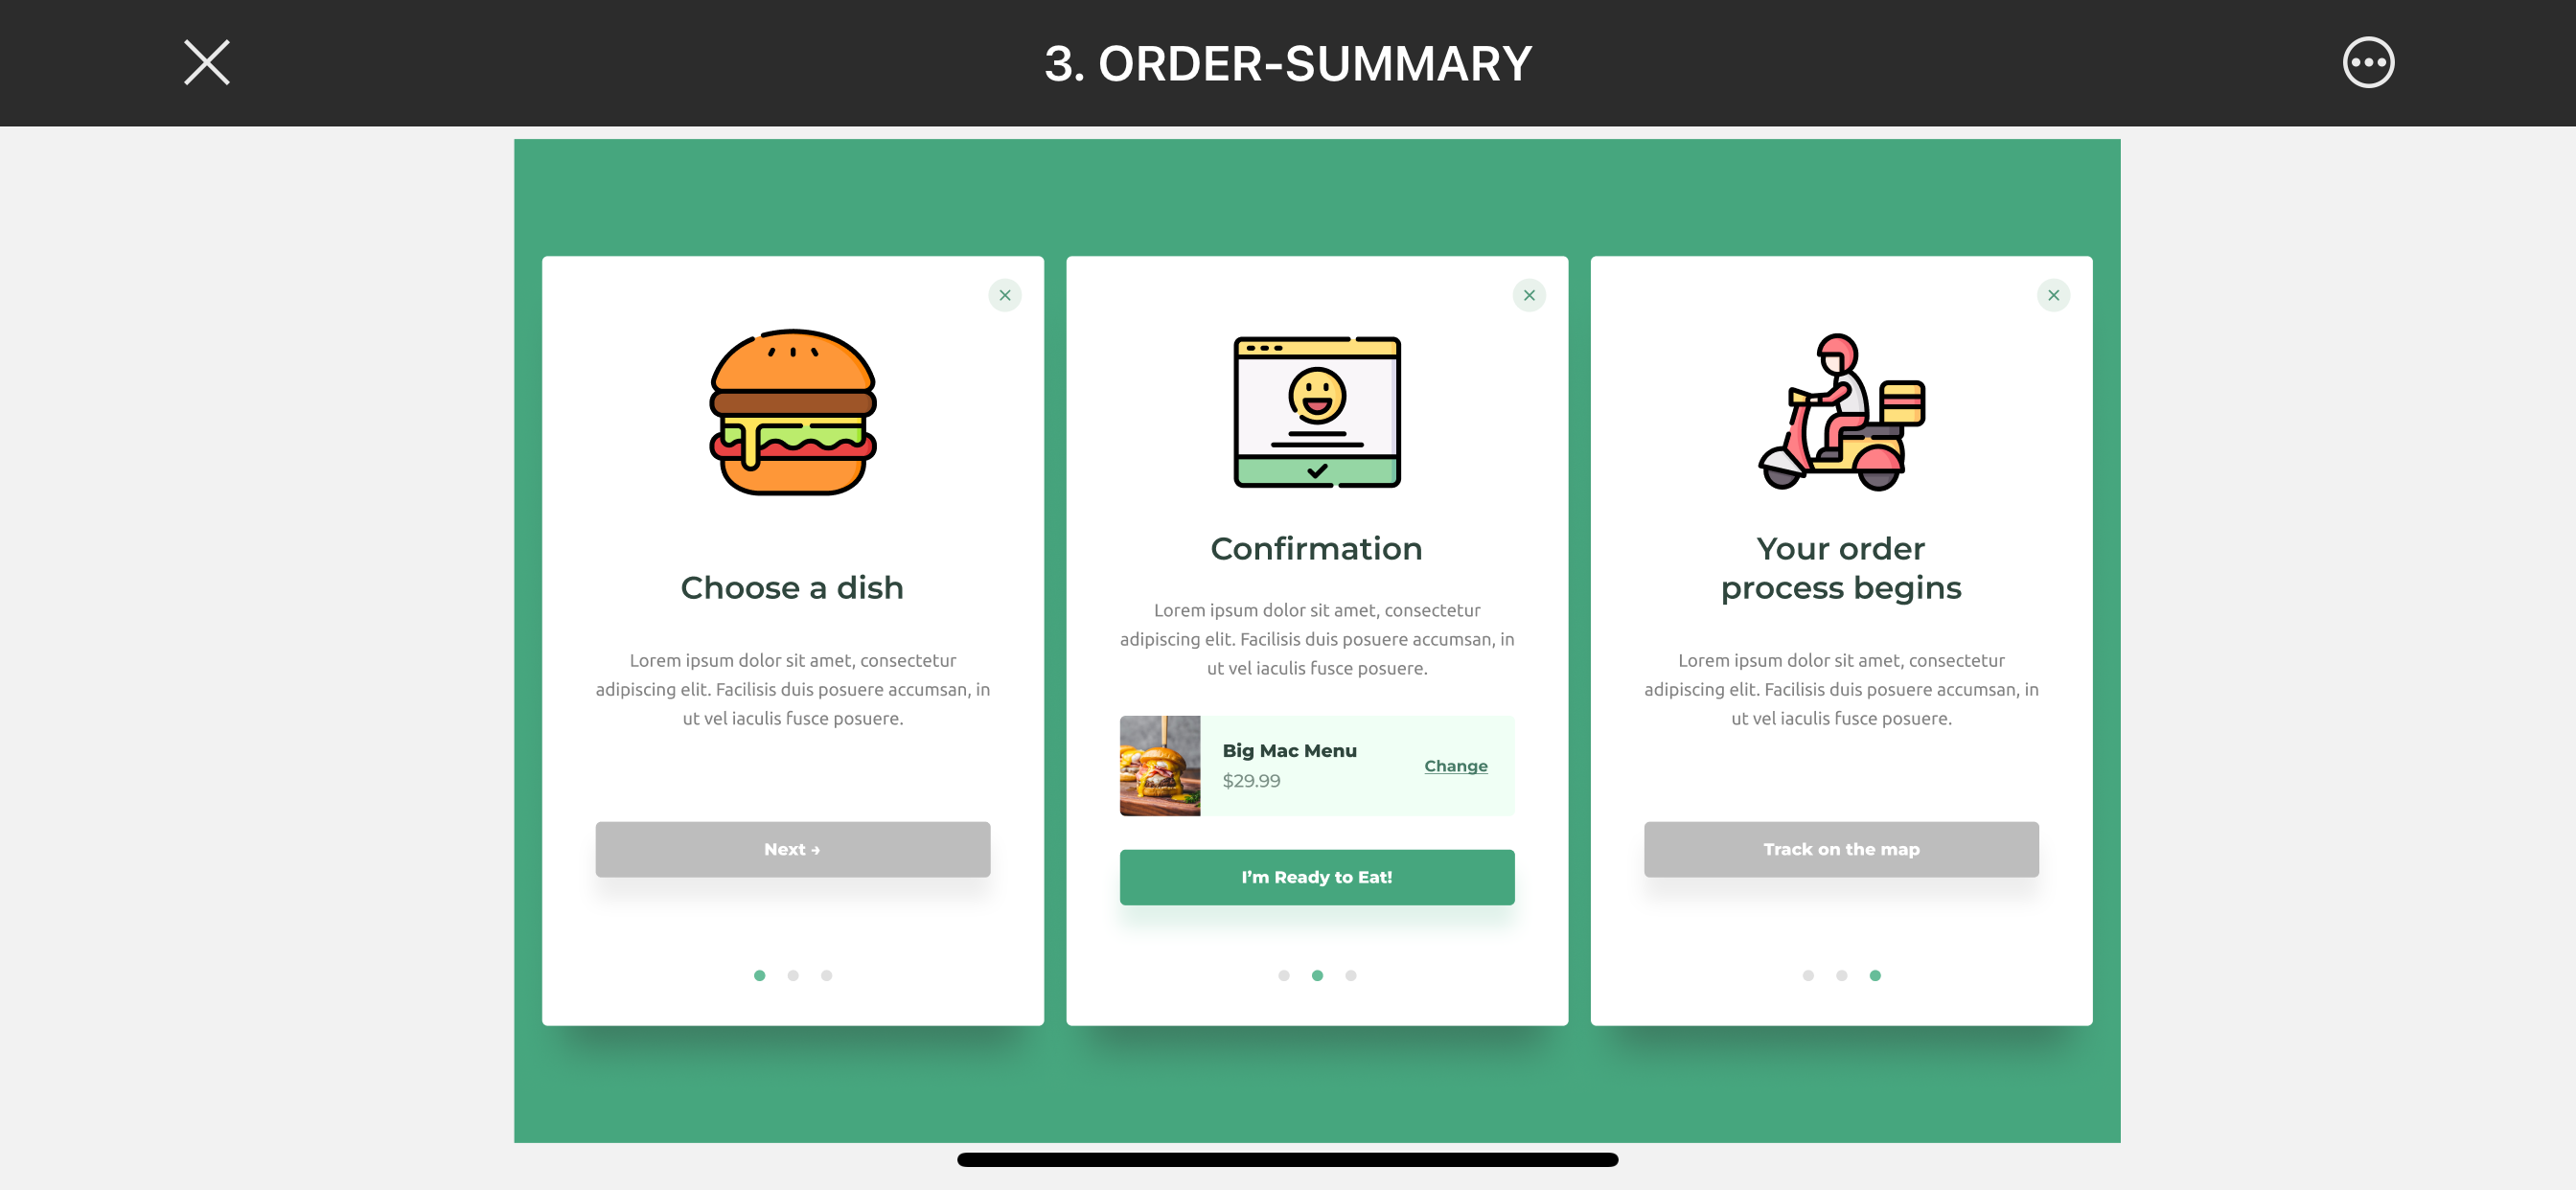 3. ORDER-SUMMARY
Choose a dish
Lorem ipsum dolor sit amet, consectetur
adipiscing elit. Facilisis duis posuere accumsan, in
ut vel iaculis fusce posuere.
Next →
Confirmation
Lorem ipsum dolor sit amet, consectetur
adipiscing elit. Facilisis duis posuere accumsan, in
ut vel iaculis fusce posuere.
Big Mac Menu
$29.99
Change
I’m Ready to Eat!
Your order
process begins
Lorem ipsum dolor sit amet, consectetur
adipiscing elit. Facilisis duis posuere accumsan, in
ut vel iaculis fusce posuere.
Track on the map